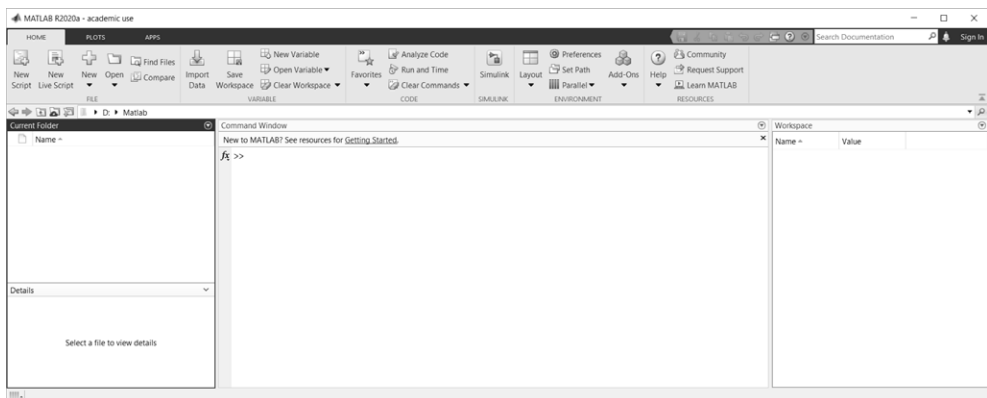 MATLAB R2020a - academic use
HOME PLOTS APPS
Search Documentation
Sign In
New Script
New Live Script
New
Open
Find Files
Compare
FILE
Import Data
Save Workspace
New Variable
Open Variable
Clear Workspace
VARIABLE
Favorites
Analyze Code
Run and Time
Clear Commands
CODE
Simulink
SIMULINK
Layout
Preferences
Set Path
Parallel
ENVIRONMENT
Add-Ons
Help
Community
Request Support
Learn MATLAB
RESOURCES
D: Matlab
Current Folder
Name
Details
Select a file to view details
Command Window
New to MATLAB? See resources for Getting Started.
fx >>
Workspace
Name Value